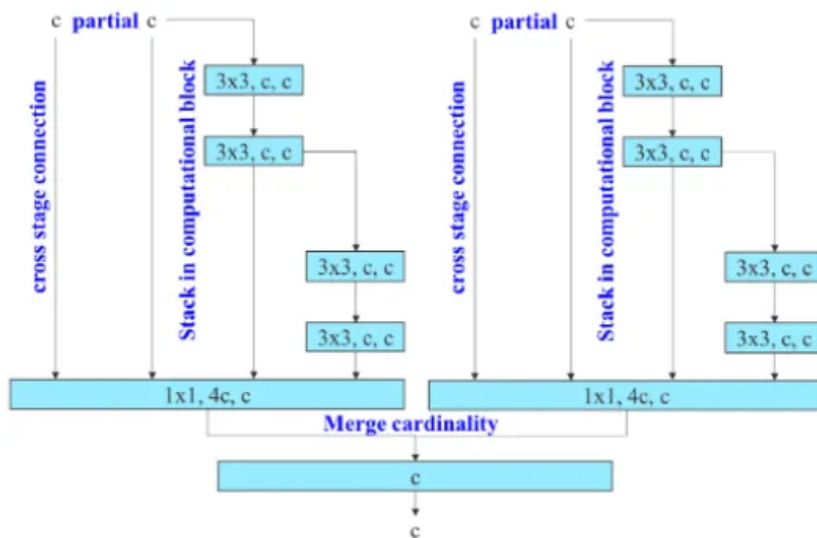 c partial c
c partial c
cross stage connection
Stack in computational block
3x3, c, c
3x3, c, c
3x3, c, c
3x3, c, c
1x1, 4c, c
cross stage connection
Stack in computational block
3x3, c, c
3x3, c, c
3x3, c, c
3x3, c, c
1x1, 4c, c
Merge cardinality
c
c